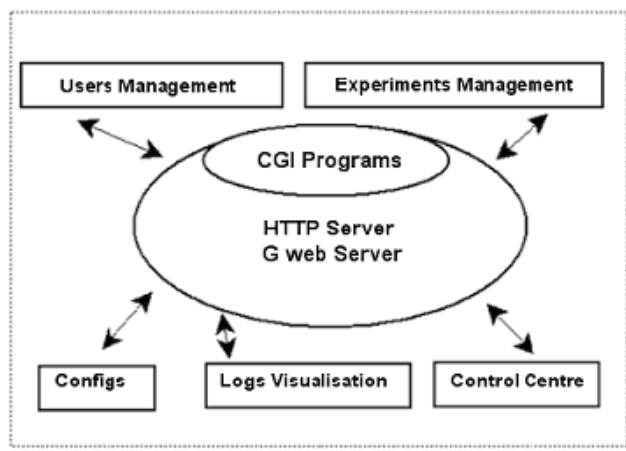 Users Management
Experiments Management
CGI Programs
HTTP Server
G web Server
Configs
Logs Visualisation
Control Centre